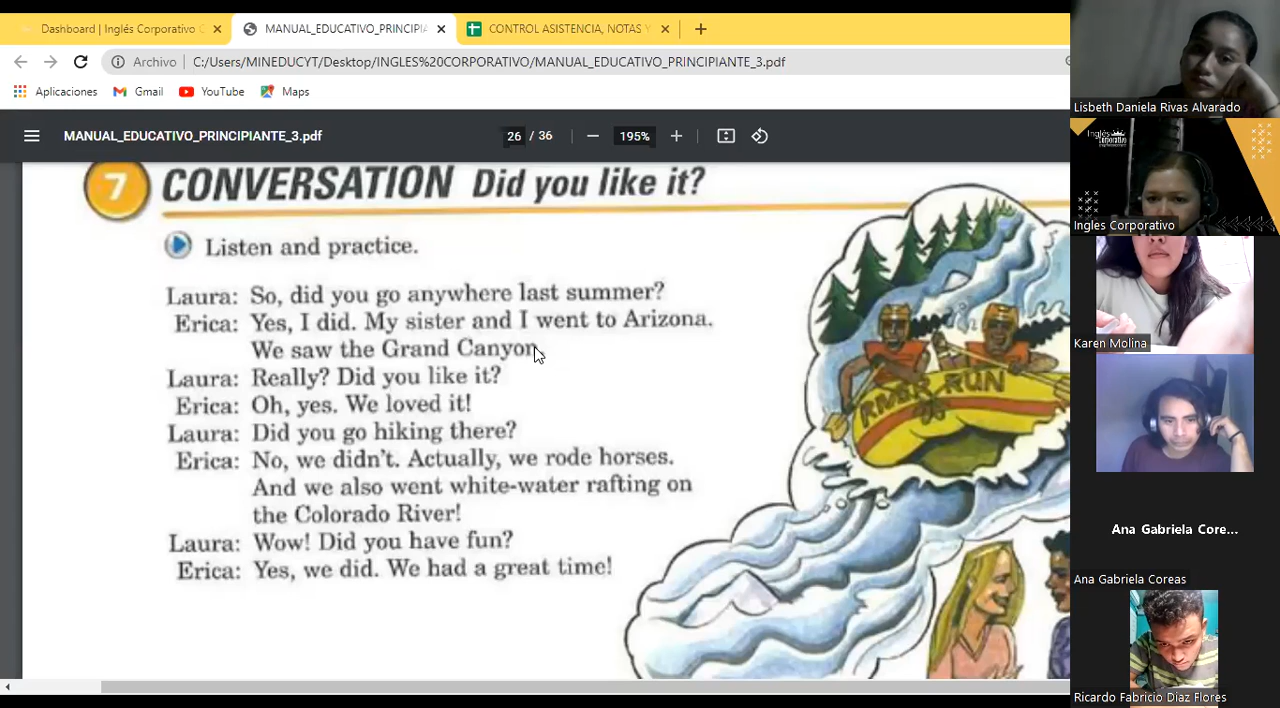 Dashboard | Inglés Corporativo
MANUAL_EDUCATIVO_PRINCIPIA
CONTROL ASISTENCIA, NOTAS Y
Archivo | C:/Users/MINEDUCYT/Desktop/INGLES%20CORPORATIVO/MANUAL_EDUCATIVO_PRINCIPIANTE_3.pdf
Aplicaciones Gmail YouTube Maps
MANUAL_EDUCATIVO_PRINCIPIANTE_3.pdf 26 / 36 195%
7 CONVERSATION Did you like it?
Listen and practice.
Laura: So, did you go anywhere last summer?
Erica: Yes, I did. My sister and I went to Arizona.
We saw the Grand Canyon.
Laura: Really? Did you like it?
Erica: Oh, yes. We loved it!
Laura: Did you go hiking there?
Erica: No, we didn't. Actually, we rode horses.
And we also went white-water rafting on
the Colorado River!
Laura: Wow! Did you have fun?
Erica: Yes, we did. We had a great time!
RIVER RUN
Lisbeth Daniela Rivas Alvarado
Inglés
Corporativo
Ingles Corporativo
Karen Molina
Ana Gabriela Core...
Ana Gabriela Coreas
Ricardo Fabricio Diaz Flores